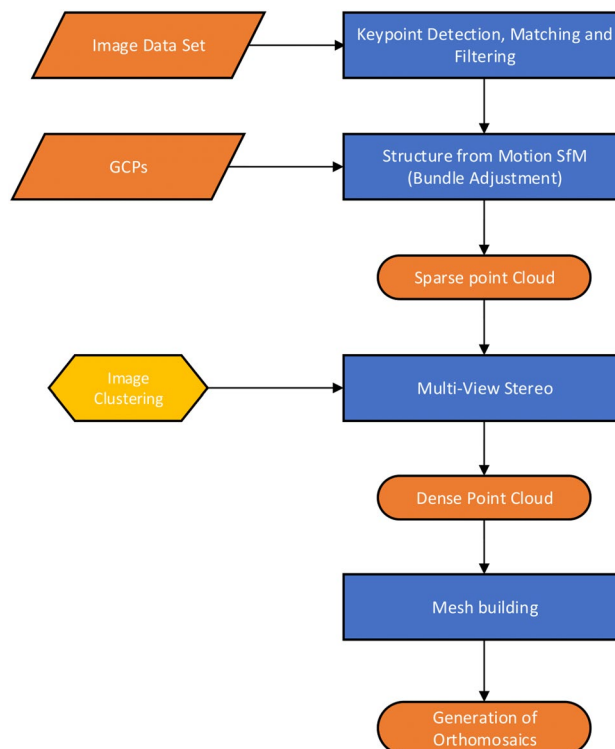 Image Data Set
Keypoint Detection, Matching and
Filtering
GCPs
Structure from Motion SfM
(Bundle Adjustment)
Sparse point Cloud
Image
Clustering
Multi-View Stereo
Dense Point Cloud
Mesh building
Generation of
Orthomosaics